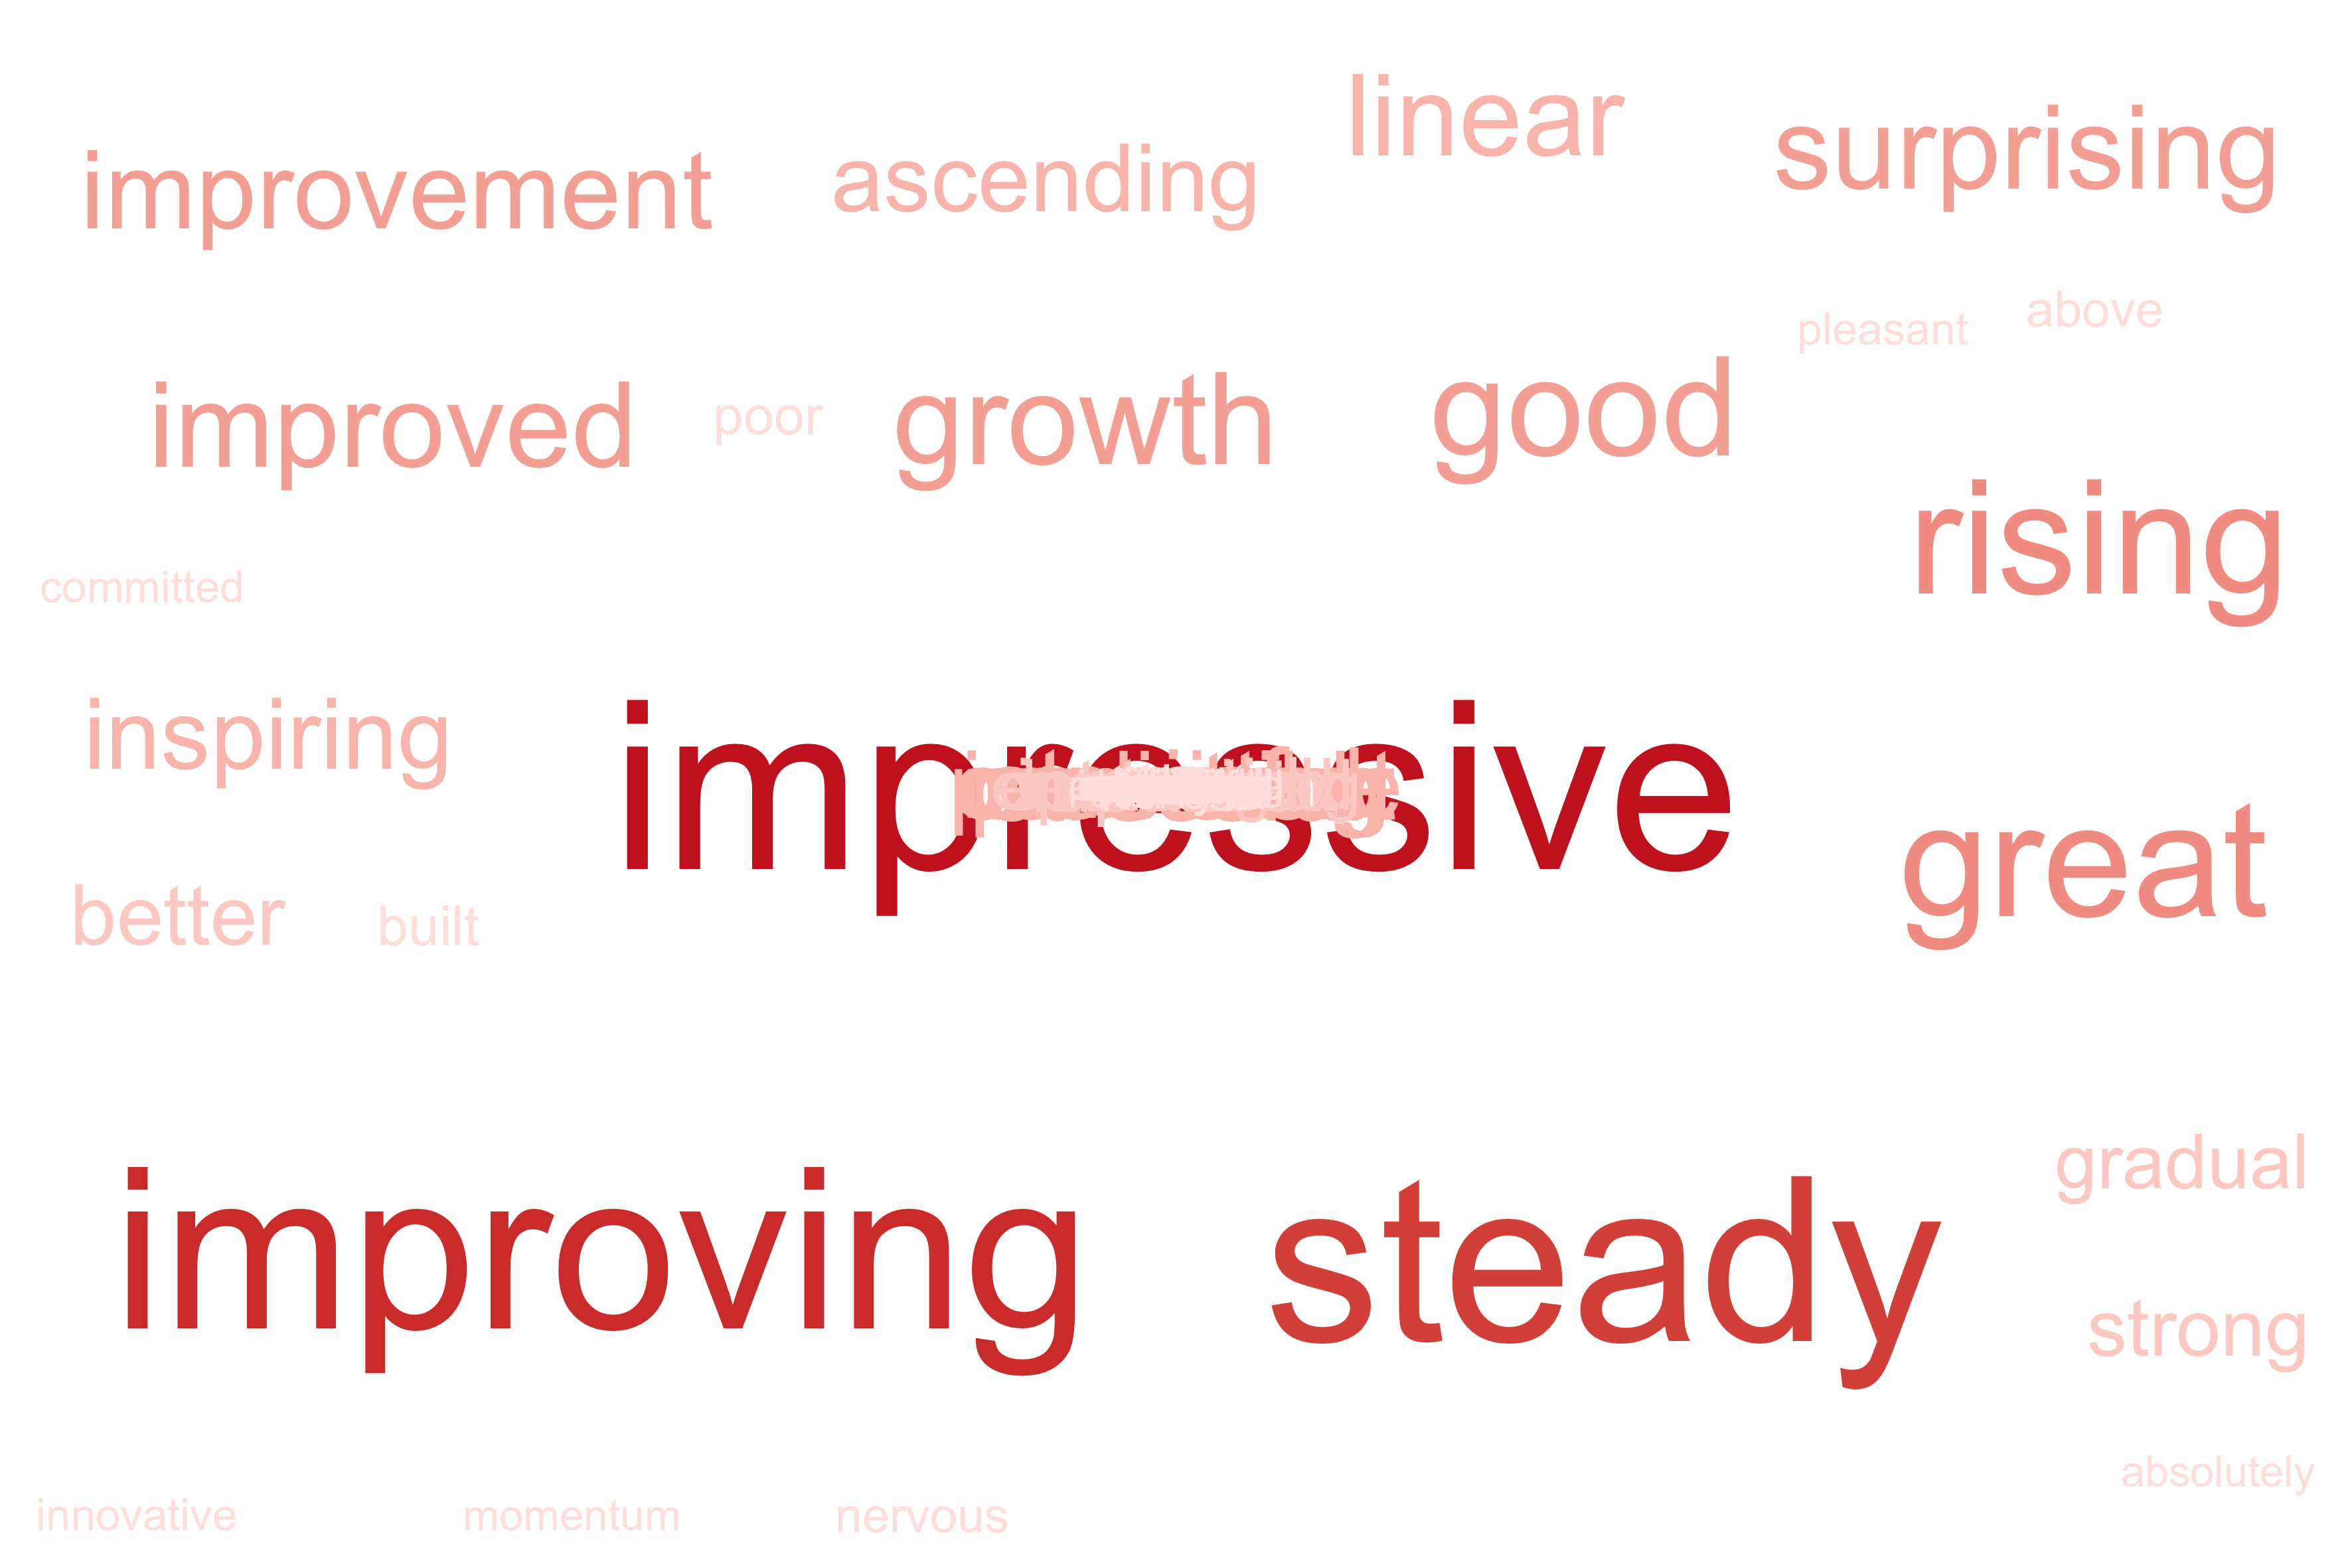 linear
improvement ascending surprising
pleasant above
improved poor growth good
rising
committed
inspiring impressive
great
better built
gradual
improving steady
strong
absolutely
innovative momentum nervous